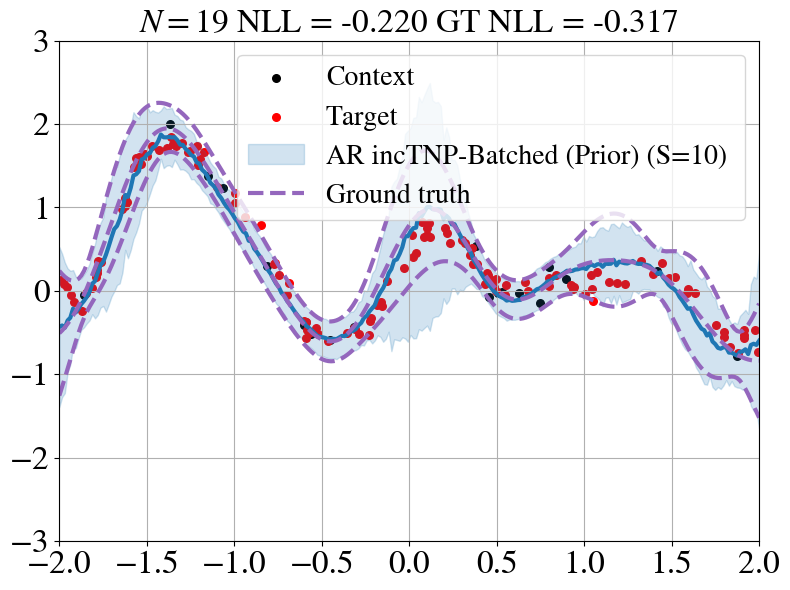 N = 19 NLL = -0.220 GT NLL = -0.317
3
2
1
0
−1
−2
−3
Context
Target
AR incTNP-Batched (Prior) (S=10)
Ground truth
−2.0 −1.5 −1.0 −0.5 0.0 0.5 1.0 1.5 2.0